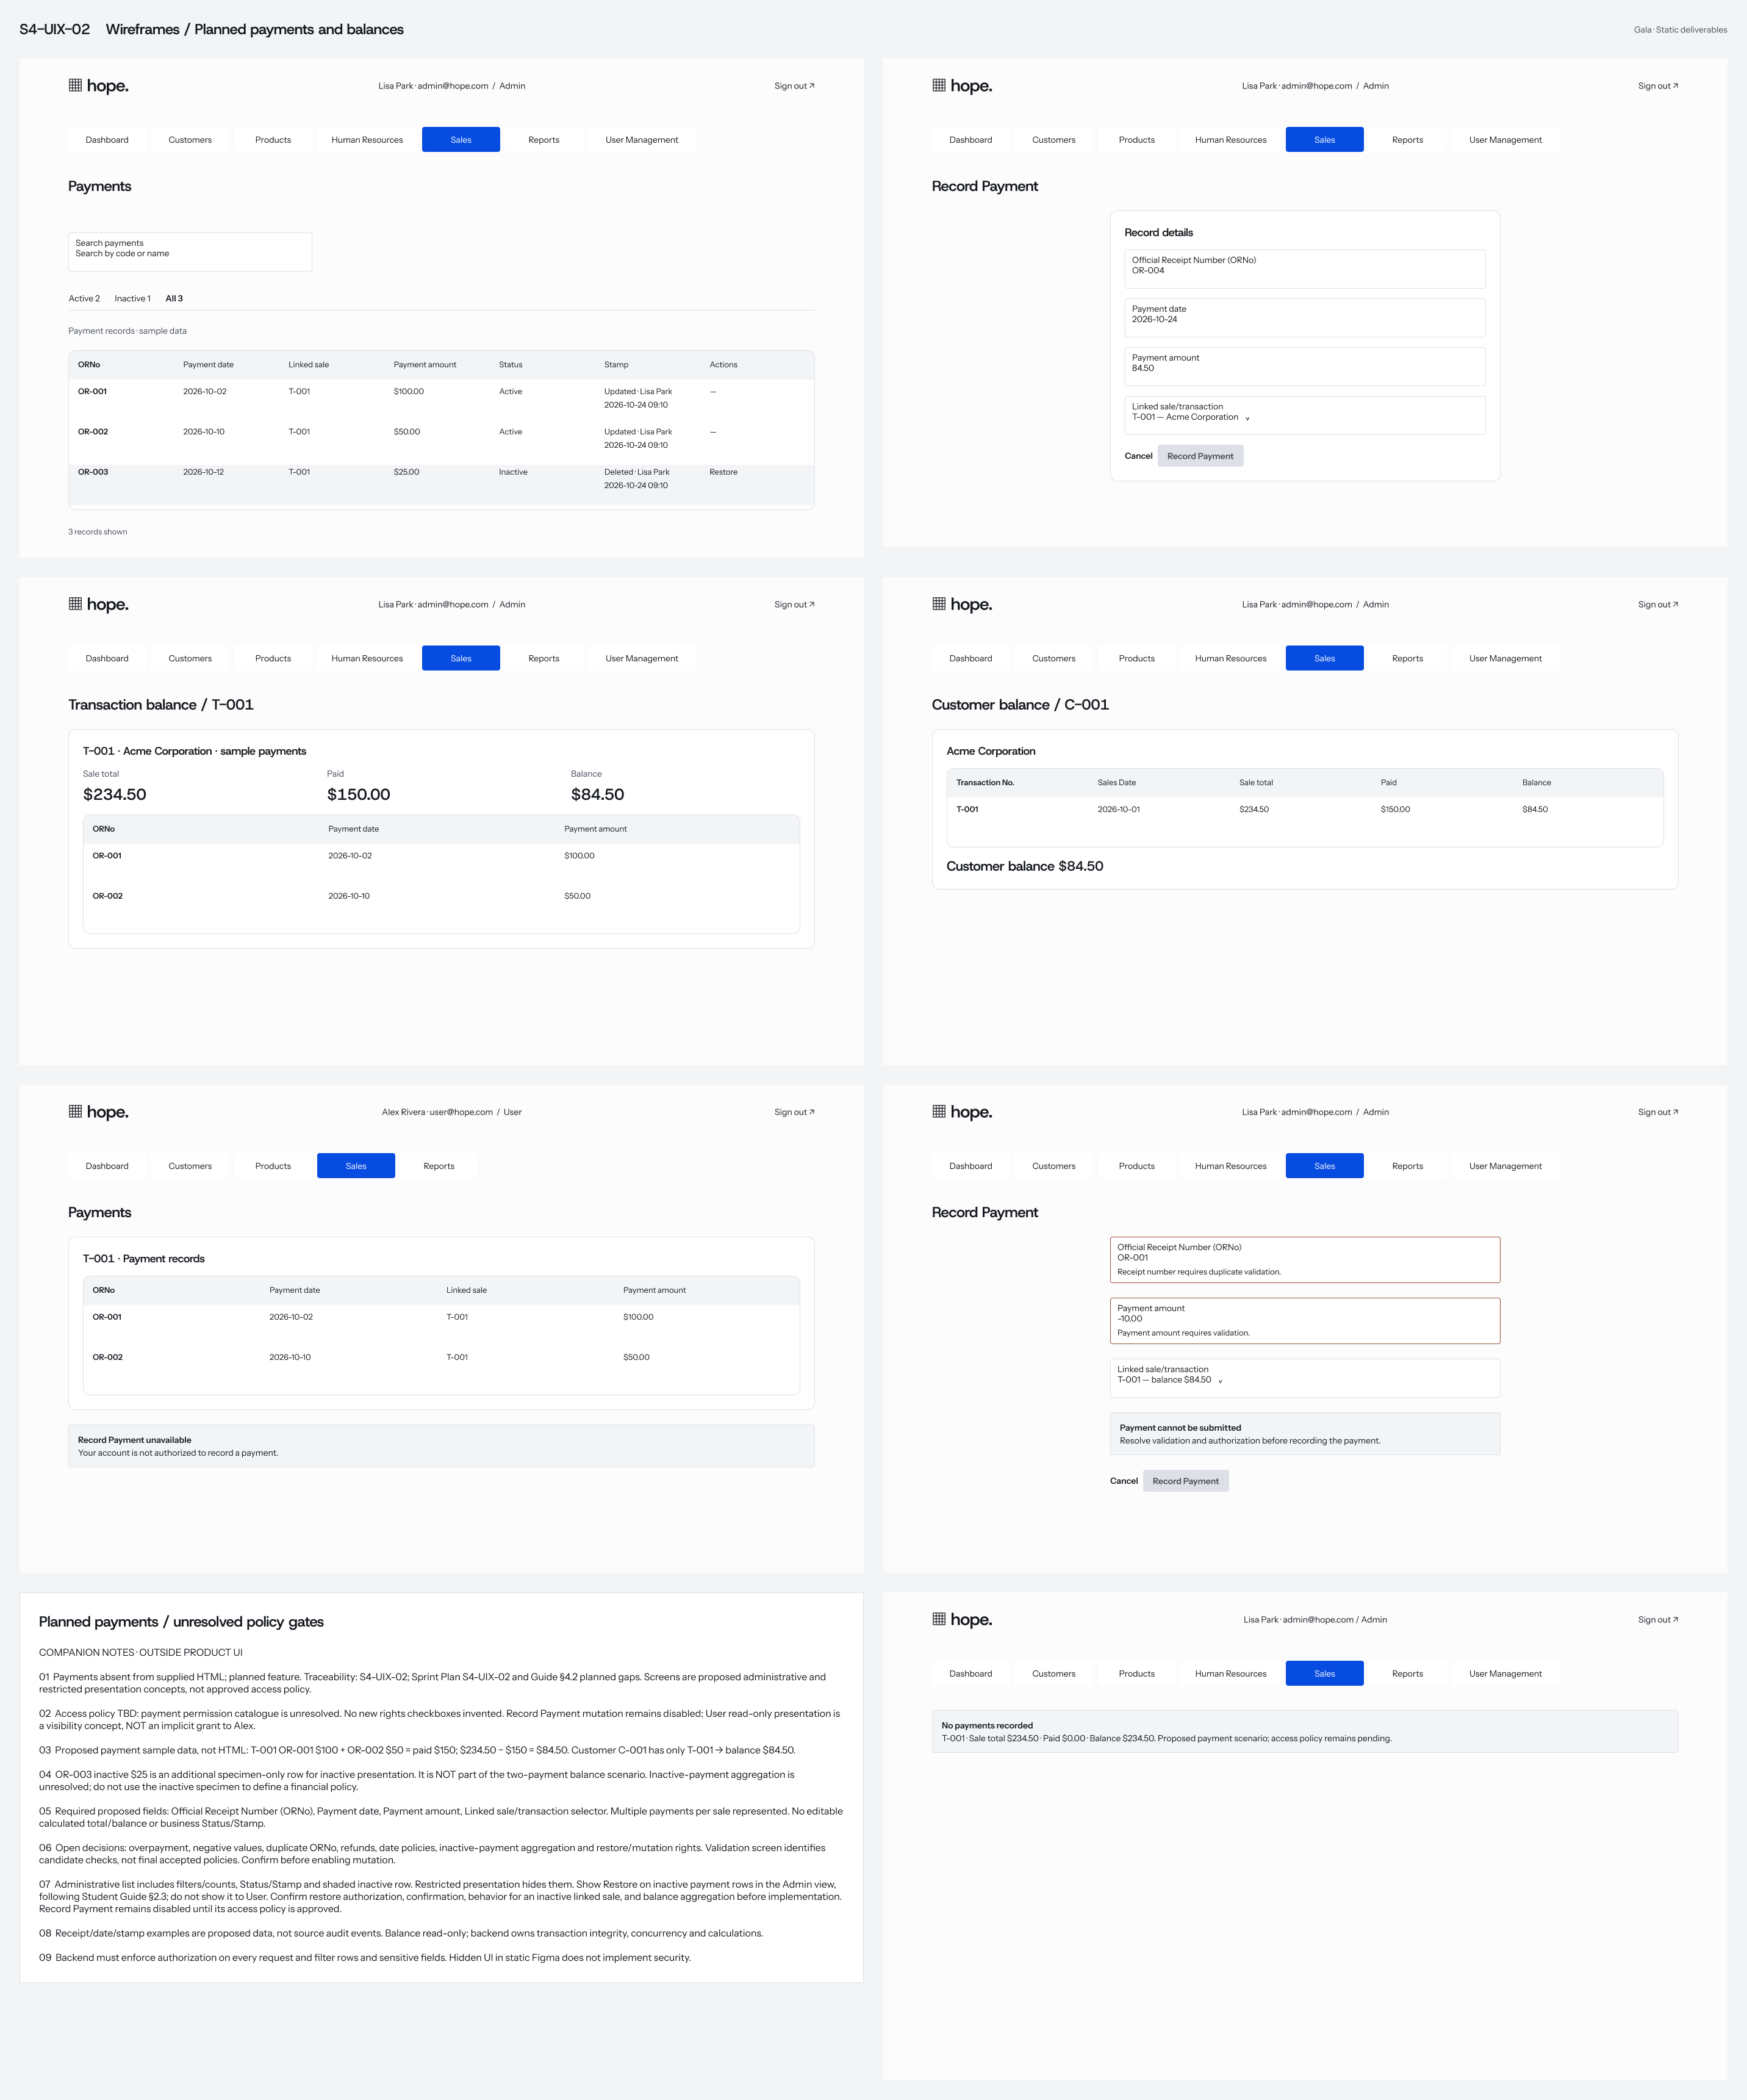 S4-UIX-02 Wireframes / Planned payments and balances
Gala · Static deliverables
hope.
Lisa Park · admin@hope.com / Admin
Sign out ↗
Dashboard Customers Products Human Resources Sales Reports User Management
Payments
Search payments
Search by code or name
Active 2 Inactive 1 All 3
Payment records · sample data
ORNo Payment date Linked sale Payment amount Status Stamp Actions
OR-001 2026-10-02 T-001 $100.00 Active Updated · Lisa Park —
2026-10-24 09:10
OR-002 2026-10-10 T-001 $50.00 Active Updated · Lisa Park —
2026-10-24 09:10
OR-003 2026-10-12 T-001 $25.00 Inactive Deleted · Lisa Park Restore
2026-10-24 09:10
3 records shown
hope.
Lisa Park · admin@hope.com / Admin
Sign out ↗
Dashboard Customers Products Human Resources Sales Reports User Management
Record Payment
Record details
Official Receipt Number (ORNo)
OR-004
Payment date
2026-10-24
Payment amount
84.50
Linked sale/transaction
T-001 — Acme Corporation v
Cancel Record Payment
hope.
Lisa Park · admin@hope.com / Admin
Sign out ↗
Dashboard Customers Products Human Resources Sales Reports User Management
Transaction balance / T-001
T-001 · Acme Corporation · sample payments
Sale total Paid Balance
$234.50 $150.00 $84.50
ORNo Payment date Payment amount
OR-001 2026-10-02 $100.00
OR-002 2026-10-10 $50.00
hope.
Lisa Park · admin@hope.com / Admin
Sign out ↗
Dashboard Customers Products Human Resources Sales Reports User Management
Customer balance / C-001
Acme Corporation
Transaction No. Sales Date Sale total Paid Balance
T-001 2026-10-01 $234.50 $150.00 $84.50
Customer balance $84.50
hope.
Alex Rivera · user@hope.com / User
Sign out ↗
Dashboard Customers Products Sales Reports
Payments
T-001 · Payment records
ORNo Payment date Linked sale Payment amount
OR-001 2026-10-02 T-001 $100.00
OR-002 2026-10-10 T-001 $50.00
Record Payment unavailable
Your account is not authorized to record a payment.
hope.
Lisa Park · admin@hope.com / Admin
Sign out ↗
Dashboard Customers Products Human Resources Sales Reports User Management
Record Payment
Official Receipt Number (ORNo)
OR-001
Receipt number requires duplicate validation.
Payment amount
-10.00
Payment amount requires validation.
Linked sale/transaction
T-001 — balance $84.50 v
Payment cannot be submitted
Resolve validation and authorization before recording the payment.
Cancel Record Payment
Planned payments / unresolved policy gates
COMPANION NOTES · OUTSIDE PRODUCT UI
01 Payments absent from supplied HTML; planned feature. Traceability: S4-UIX-02; Sprint Plan S4-UIX-02 and Guide §4.2 planned gaps. Screens are proposed administrative and
restricted presentation concepts, not approved access policy.
02 Access policy TBD: payment permission catalogue is unresolved. No new rights checkboxes invented. Record Payment mutation remains disabled; User read-only presentation is
a visibility concept, NOT an implicit grant to Alex.
03 Proposed payment sample data, not HTML: T-001 OR-001 $100 + OR-002 $50 = paid $150; $234.50 − $150 = $84.50. Customer C-001 has only T-001 → balance $84.50.
04 OR-003 inactive $25 is an additional specimen-only row for inactive presentation. It is NOT part of the two-payment balance scenario. Inactive-payment aggregation is
unresolved; do not use the inactive specimen to define a financial policy.
05 Required proposed fields: Official Receipt Number (ORNo), Payment date, Payment amount, Linked sale/transaction selector. Multiple payments per sale represented. No editable
calculated total/balance or business Status/Stamp.
06 Open decisions: overpayment, negative values, duplicate ORNo, refunds, date policies, inactive-payment aggregation and restore/mutation rights. Validation screen identifies
candidate checks, not final accepted policies. Confirm before enabling mutation.
07 Administrative list includes filters/counts, Status/Stamp and shaded inactive row. Restricted presentation hides them. Show Restore on inactive payment rows in the Admin view,
following Student Guide §2.3; do not show it to User. Confirm restore authorization, confirmation, behavior for an inactive linked sale, and balance aggregation before implementation.
Record Payment remains disabled until its access policy is approved.
08 Receipt/date/stamp examples are proposed data, not source audit events. Balance read-only; backend owns transaction integrity, concurrency and calculations.
09 Backend must enforce authorization on every request and filter rows and sensitive fields. Hidden UI in static Figma does not implement security.
hope.
Lisa Park · admin@hope.com / Admin
Sign out ↗
Dashboard Customers Products Human Resources Sales Reports User Management
No payments recorded
T-001 · Sale total $234.50 · Paid $0.00 · Balance $234.50. Proposed payment scenario; access policy remains pending.